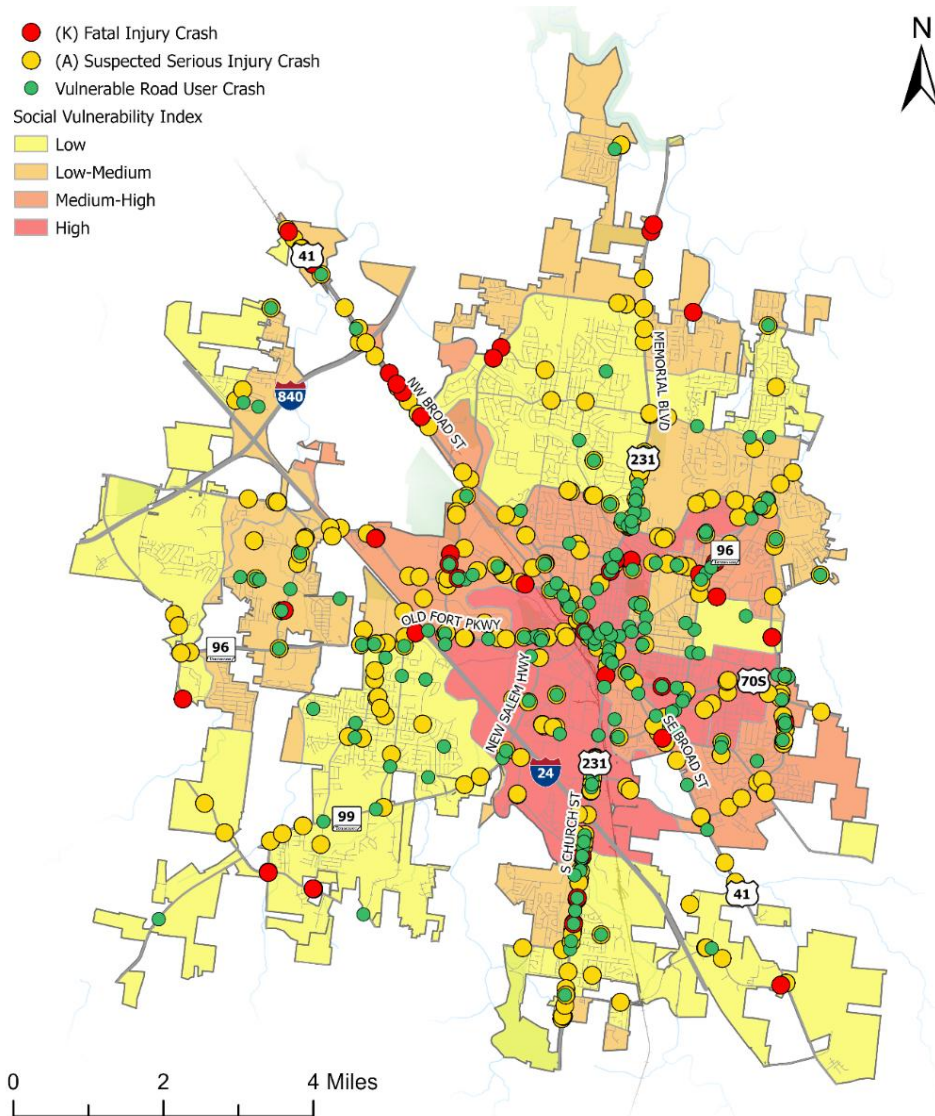 (K) Fatal Injury Crash
(A) Suspected Serious Injury Crash
Vulnerable Road User Crash
Social Vulnerability Index
Low
Low-Medium
Medium-High
High
N
41
840
NW BROAD ST
MEMORIAL BLVD
231
96
OLD FORT PKWY
96
NEW SALEM HWY
70S
SE BROAD ST
231
24
S CHURCH ST
99
41
0 2 4 Miles